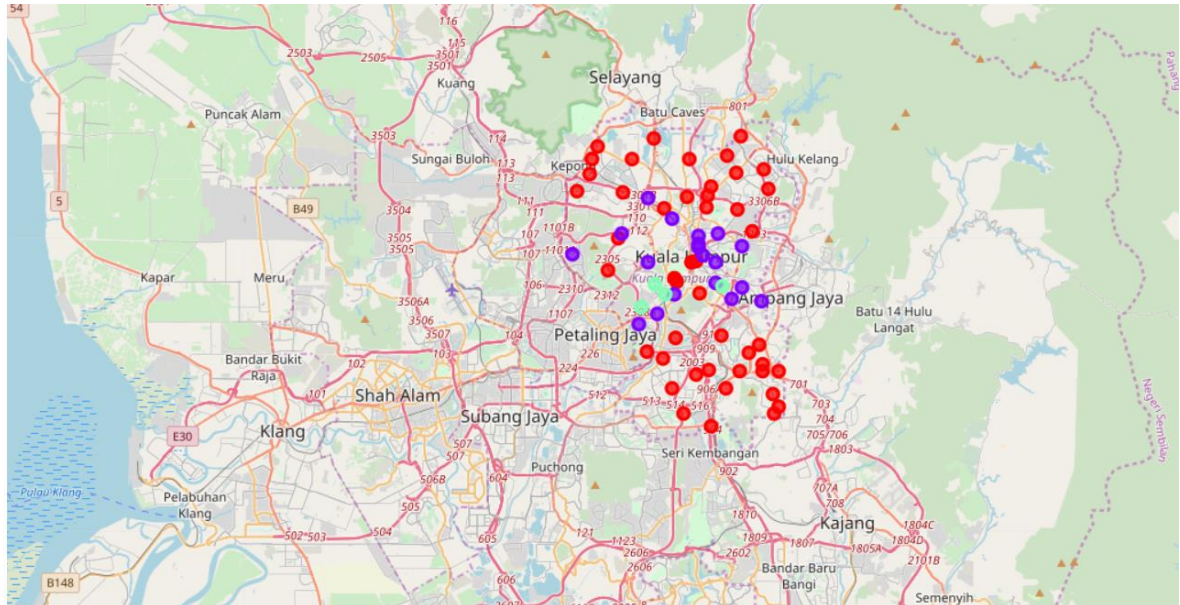 54
2503
2503
2505
116
115
3501
3501
Kuang
Selayang
Puncak Alam
Batu Caves
801
114
3503
Sungai Buloh
113
113
Kepong
Hulu Kelang
Pahang
5
B49
3504
3505
111
111
107
107
110
112
3306B
1101B
2305
2310
2312
Kuala Lumpur
Kuala Lumpur
Kapar
Meru
3506A
3506
3507
106
1107
Ampang Jaya
Batu 14 Hulu
Langat
104
103
102
Petaling Jaya
226
224
909
2003
906
701
703
704
Bandar Bukit
Raja
Shah Alam
Subang Jaya
512
513
514
516
Negeri Sembilan
E30
Klang
507
507
604
506B
505
Puchong
Seri Kembangan
705
706
902
1803
707A
708
Pulau Klang
Pelabuhan
Klang
502
503
504
605
121
1123
2606
2606
2602
710
1809
1807
Kajang
1804C
1804D
1805A
2101B
Bandar Baru
Bangi
B148
606
Semenyih